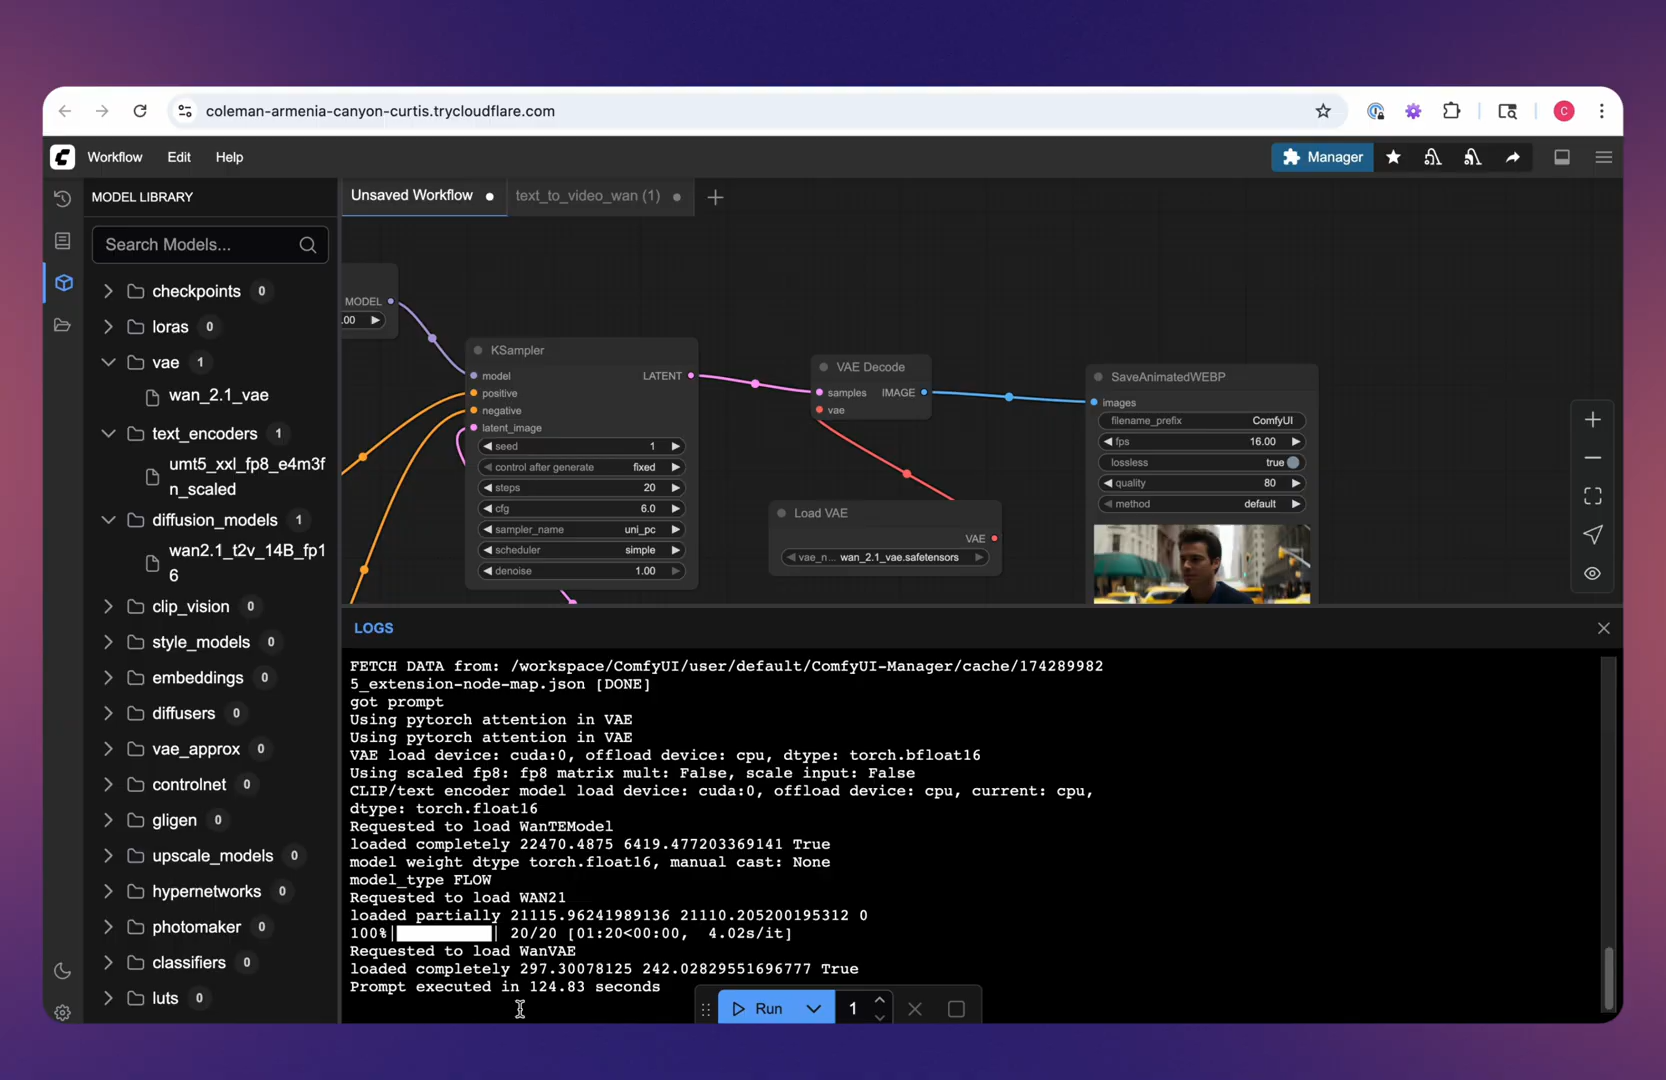 coleman-armenia-canyon-curtis.trycloudflare.com
C
Workflow
Edit
Help
Manager
MODEL LIBRARY
Unsaved Workflow
text_to_video_wan (1)
Search Models...
checkpoints 0
loras 0
vae 1
wan_2.1_vae
text_encoders 1
umt5_xxl_fp8_e4m3f
n_scaled
diffusion_models 1
wan2.1_t2v_14B_fp1
6
clip_vision 0
style_models 0
embeddings 0
diffusers 0
vae_approx 0
controlnet 0
gligen 0
upscale_models 0
hypernetworks 0
photomaker 0
classifiers 0
luts 0
MODEL
.00
KSampler
model LATENT
positive
negative
latent_image
seed 1
control after generate fixed
steps 20
cfg 6.0
sampler_name uni_pc
scheduler simple
denoise 1.00
VAE Decode
samples IMAGE
vae
Load VAE
VAE
vae_n... wan_2.1_vae.safetensors
SaveAnimatedWEBP
images
filename_prefix ComfyUI
fps 16.00
lossless true
quality 80
method default
LOGS
FETCH DATA from: /workspace/ComfyUI/user/default/ComfyUI-Manager/cache/174289982
5_extension-node-map.json [DONE]
got prompt
Using pytorch attention in VAE
Using pytorch attention in VAE
VAE load device: cuda:0, offload device: cpu, dtype: torch.bfloat16
Using scaled fp8: fp8 matrix mult: False, scale input: False
CLIP/text encoder model load device: cuda:0, offload device: cpu, current: cpu,
dtype: torch.float16
Requested to load WanTEModel
loaded completely 22470.4875 6419.477203369141 True
model weight dtype torch.float16, manual cast: None
model_type FLOW
Requested to load WAN21
loaded partially 21115.96241989136 21110.205200195312 0
100%| | 20/20 [01:20<00:00, 4.02s/it]
Requested to load WanVAE
loaded completely 297.30078125 242.02829551696777 True
Prompt executed in 124.83 seconds
Run
1